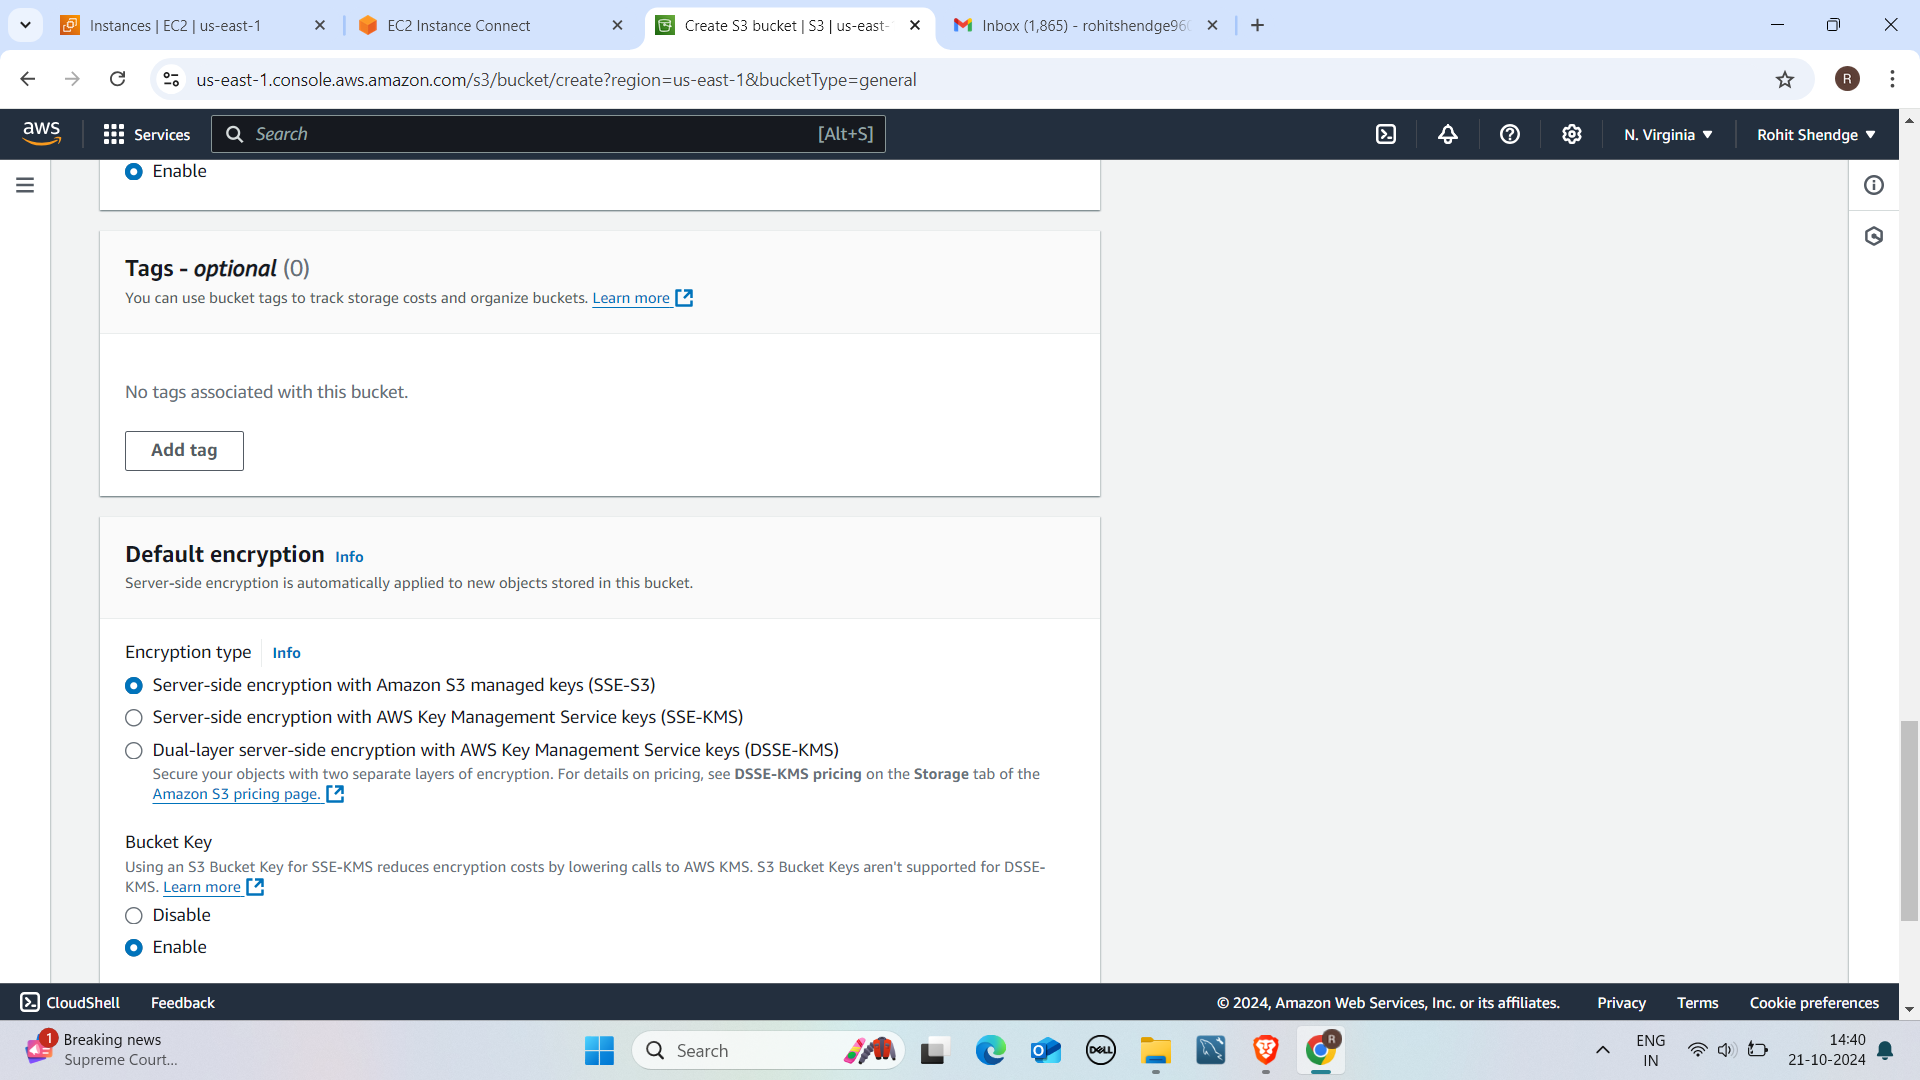 Instances | EC2 | us-east-1
EC2 Instance Connect
Create S3 bucket | S3 | us-east-
Inbox (1,865) - rohitshendge960
us-east-1.console.aws.amazon.com/s3/bucket/create?region=us-east-1&bucketType=general
R
aws
Services
Search
[Alt+S]
N. Virginia
Rohit Shendge
Enable
Tags - optional (0)
You can use bucket tags to track storage costs and organize buckets. Learn more
No tags associated with this bucket.
Add tag
Default encryption Info
Server-side encryption is automatically applied to new objects stored in this bucket.
Encryption type Info
Server-side encryption with Amazon S3 managed keys (SSE-S3)
Server-side encryption with AWS Key Management Service keys (SSE-KMS)
Dual-layer server-side encryption with AWS Key Management Service keys (DSSE-KMS)
Secure your objects with two separate layers of encryption. For details on pricing, see DSSE-KMS pricing on the Storage tab of the
Amazon S3 pricing page.
Bucket Key
Using an S3 Bucket Key for SSE-KMS reduces encryption costs by lowering calls to AWS KMS. S3 Bucket Keys aren't supported for DSSE-
KMS. Learn more
Disable
Enable
CloudShell
Feedback
© 2024, Amazon Web Services, Inc. or its affiliates.
Privacy
Terms
Cookie preferences
1
Breaking news
Supreme Court...
Search
DELL
R
ENG
IN
14:40
21-10-2024